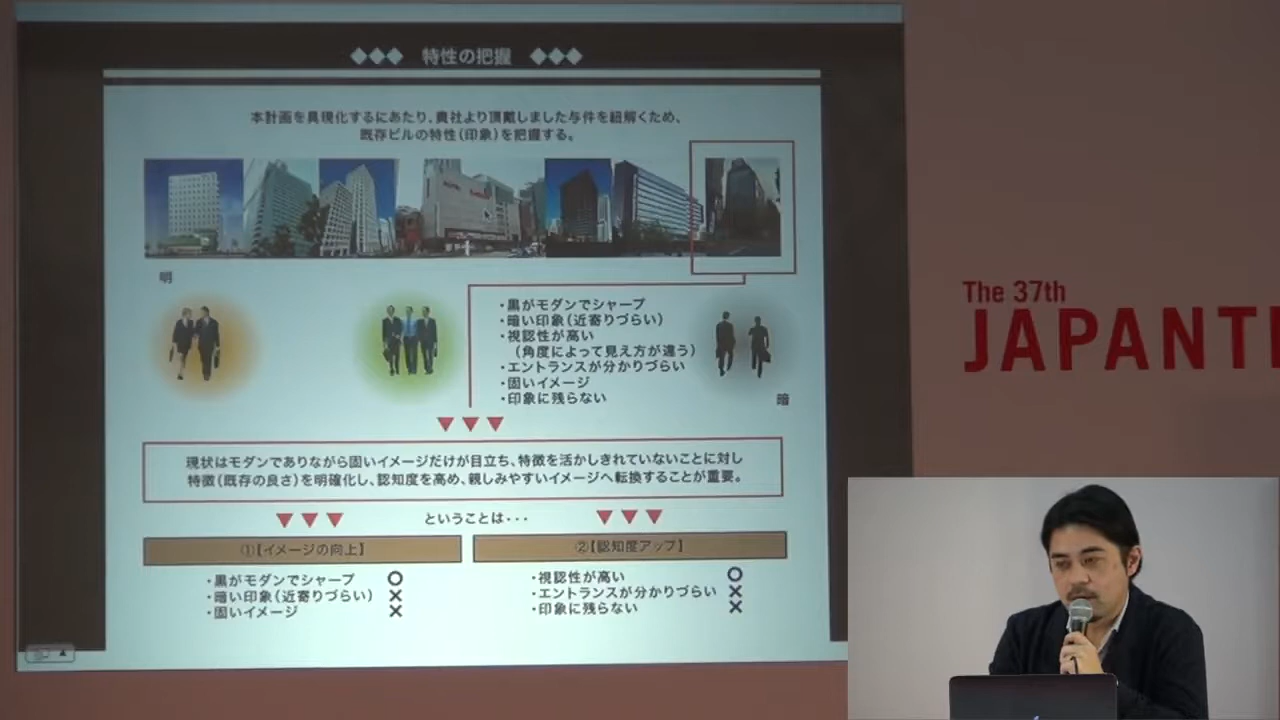 ◆◆◆ 特性の把握 ◆◆◆
本計画を具現化するにあたり、貴社より頂戴しました与件を紐解くため、
既存ビルの特性(印象)を把握する。
明
・黒がモダンでシャープ
・暗い印象(近寄りづらい)
・視認性が高い
(角度によって見え方が違う)
・エントランスが分かりづらい
・固いイメージ
・印象に残らない
暗
現状はモダンでありながら固いイメージだけが目立ち、特徴を活かしきれていないことに対し
特徴(既存の良さ)を明確化し、認知度を高め、親しみやすいイメージへ転換することが重要。
ということは・・・
①【イメージの向上】
・黒がモダンでシャープ ○
・暗い印象(近寄りづらい) ×
・固いイメージ ×
②【認知度アップ】
・視認性が高い ○
・エントランスが分かりづらい ×
・印象に残らない ×
The 37th
JAPANT